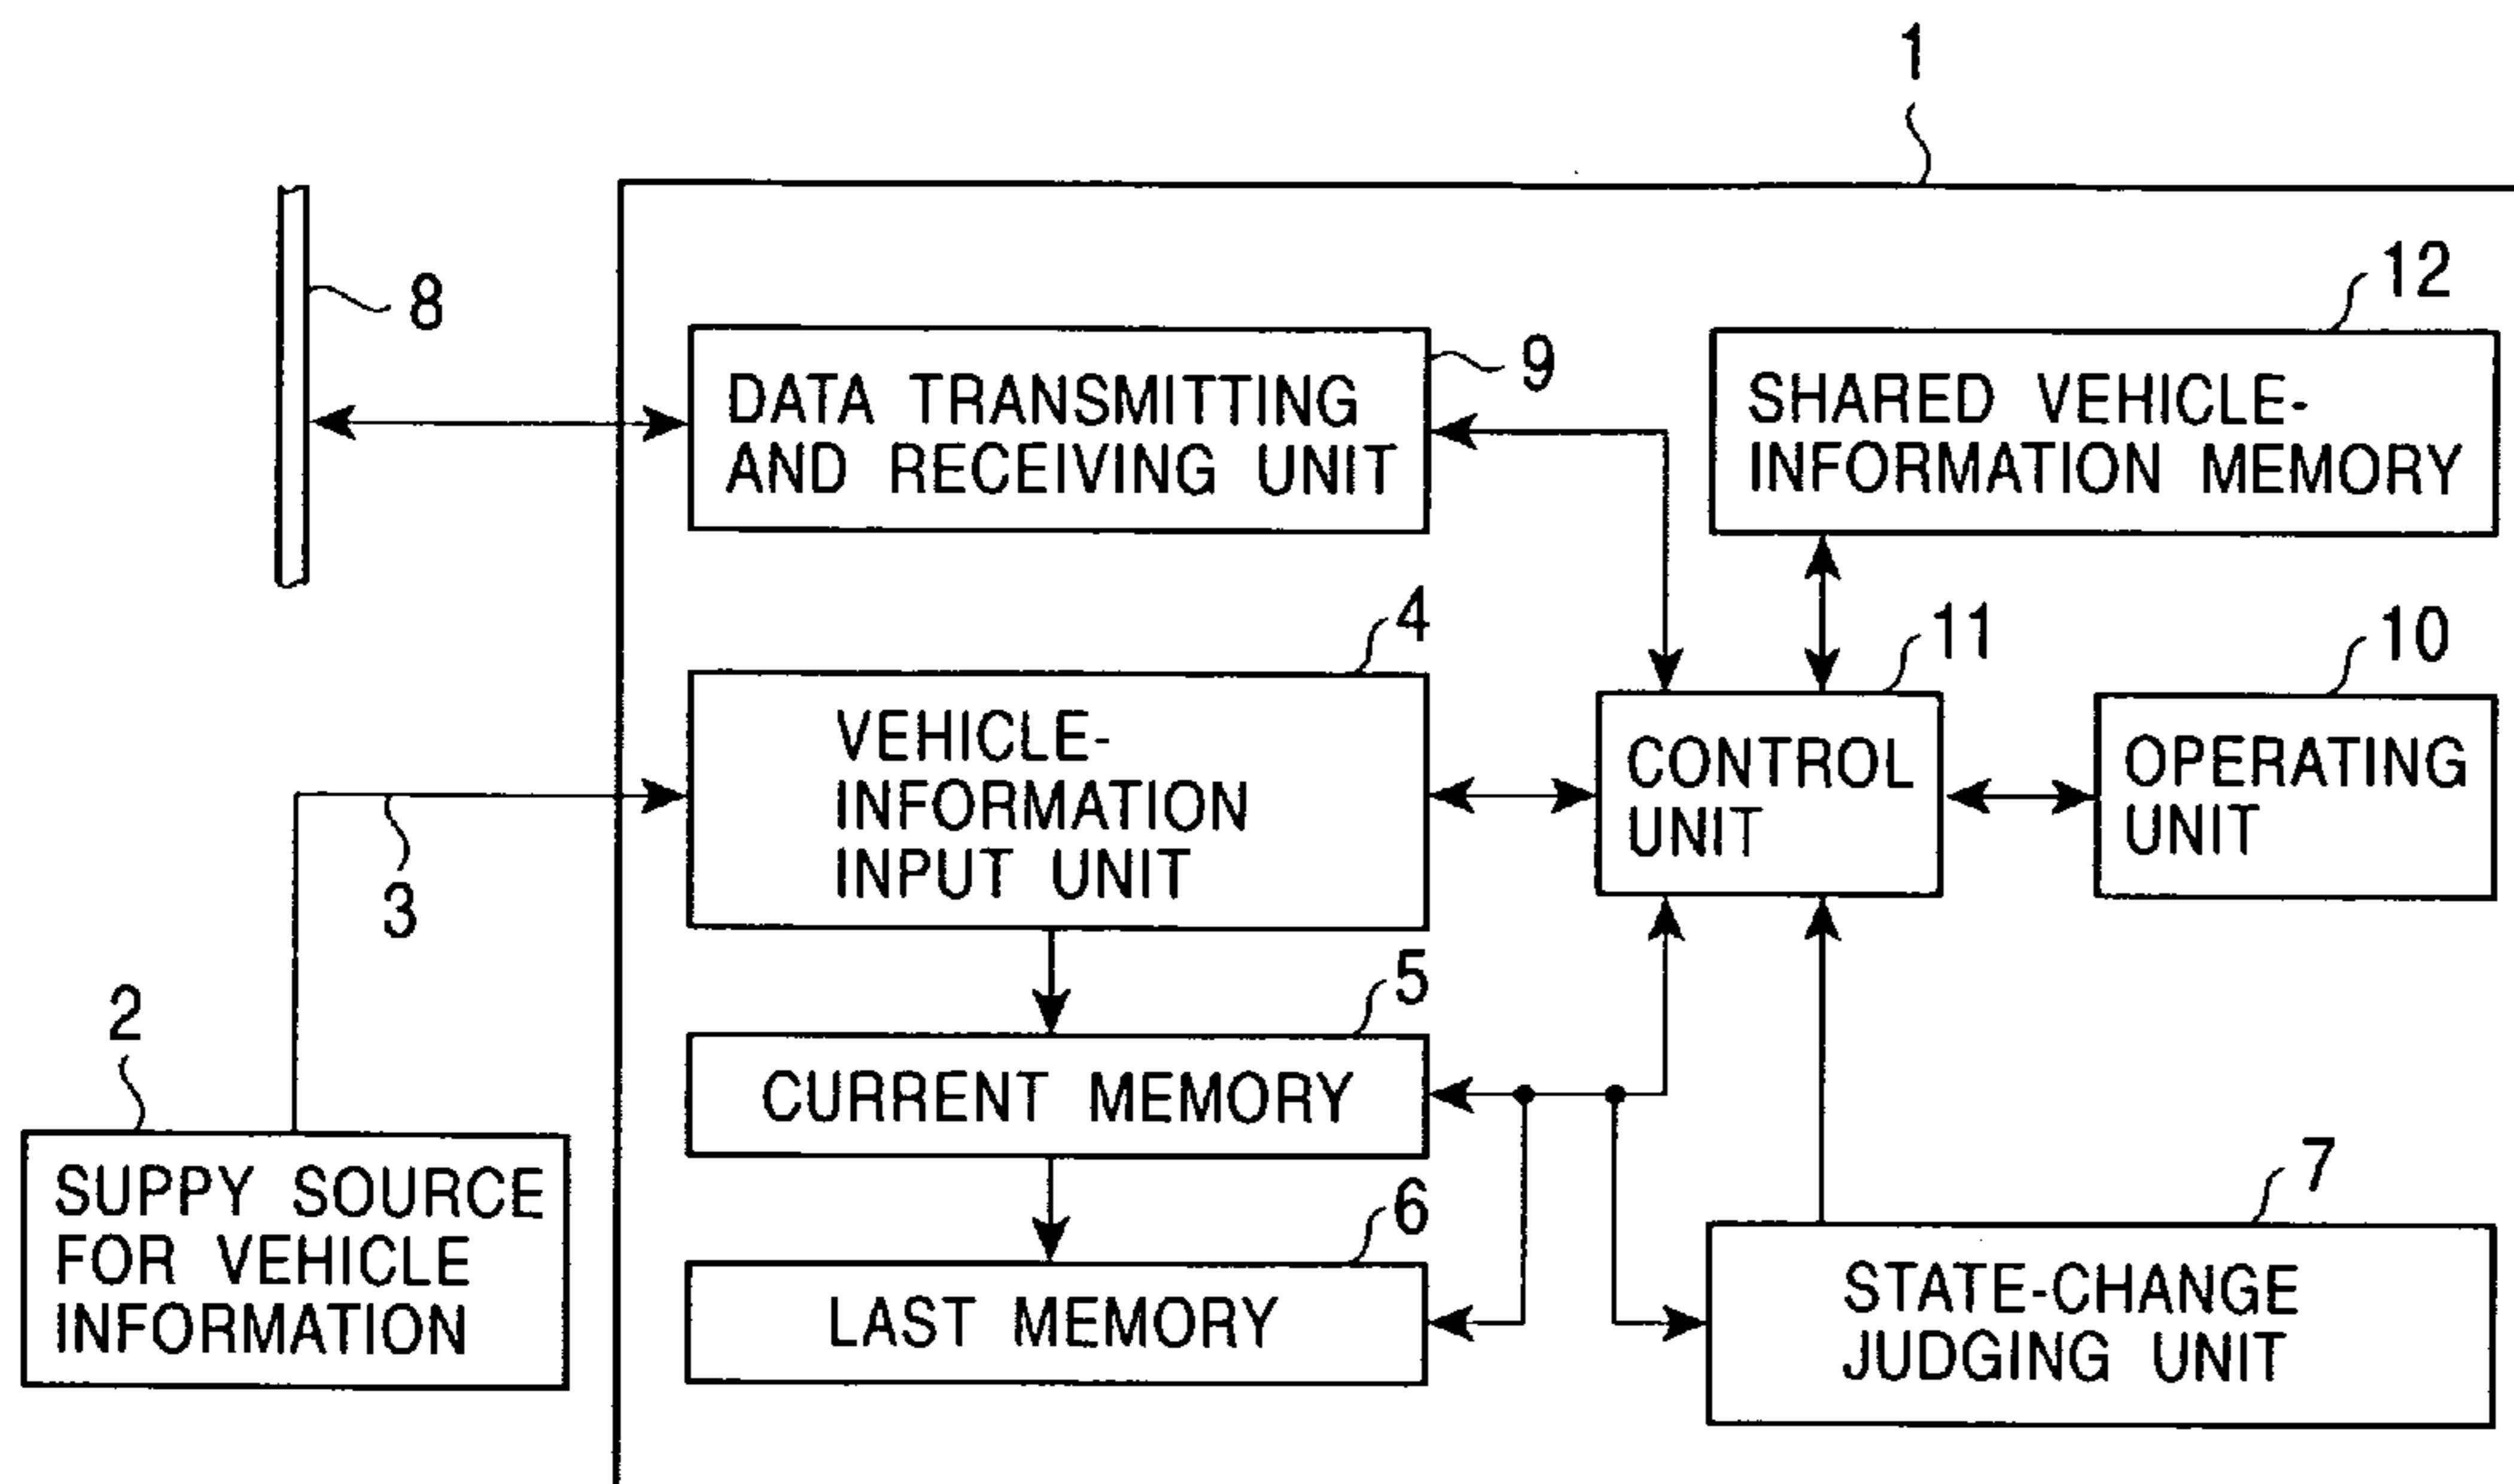 1
8
12
9
DATA TRANSMITTING
AND RECEIVING UNIT
SHARED VEHICLE-
INFORMATION MEMORY
4
11
10
VEHICLE-
INFORMATION
INPUT UNIT
CONTROL
UNIT
OPERATING
UNIT
3
5
2
CURRENT MEMORY
SUPPY SOURCE
FOR VEHICLE
INFORMATION
6
7
LAST MEMORY
STATE-CHANGE
JUDGING UNIT